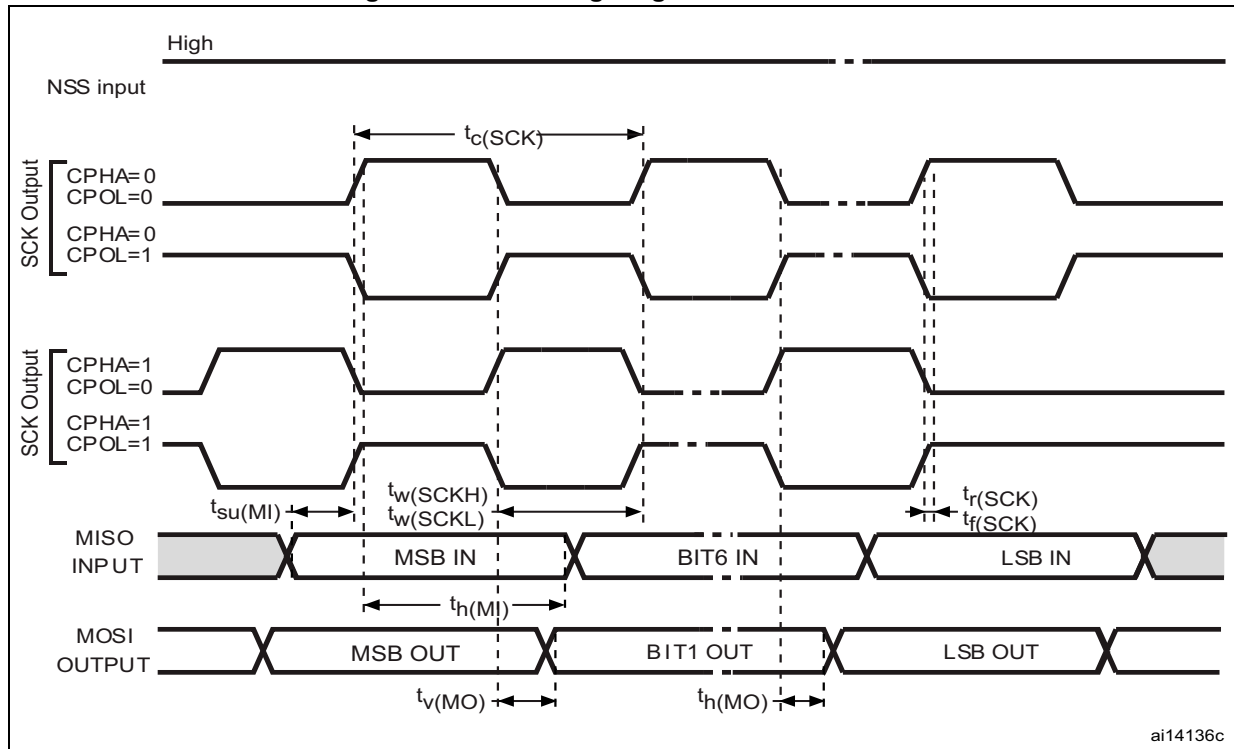 High
NSS input
tc(SCK)
SCK Output
CPHA=0
CPOL=0
CPHA=0
CPOL=1
SCK Output
CPHA=1
CPOL=0
CPHA=1
CPOL=1
tsu(MI)
tw(SCKH)
tw(SCKL)
tr(SCK)
tf(SCK)
MISO
INPUT
MSB IN
BIT6 IN
LSB IN
th(MI)
MOSI
OUTPUT
MSB OUT
BIT1 OUT
LSB OUT
tv(MO)
th(MO)
ai14136c